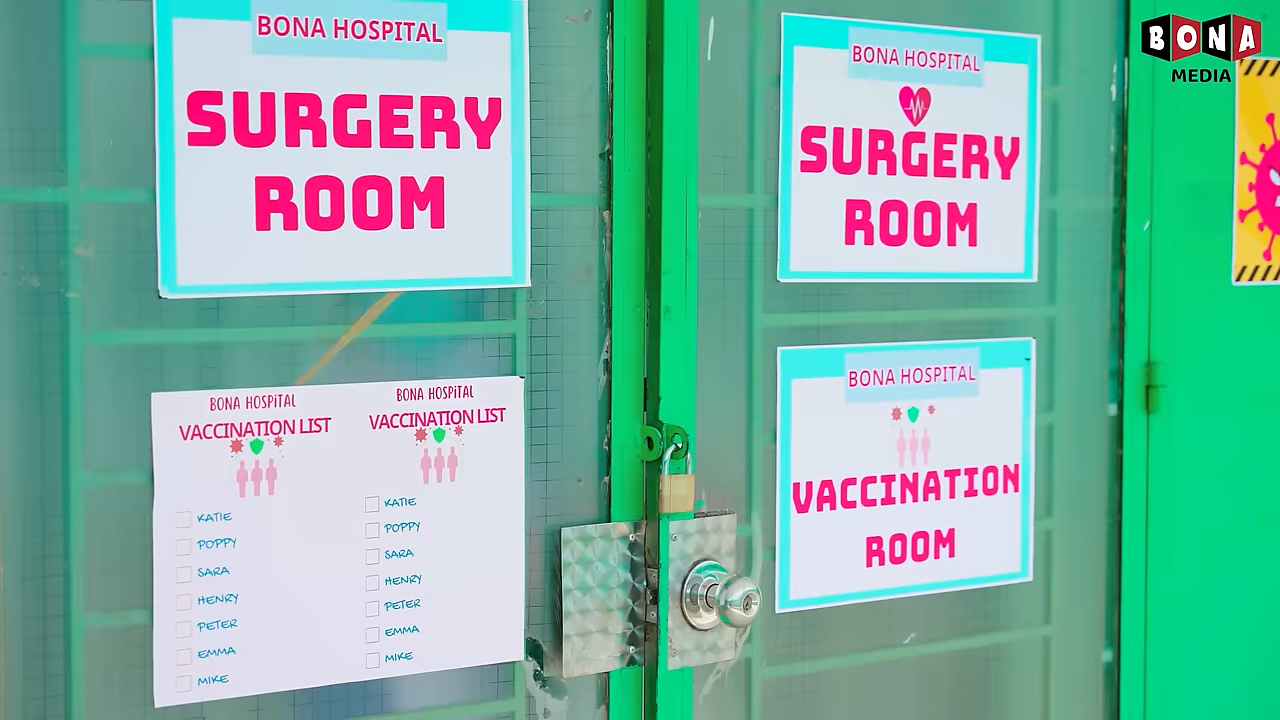 BONA HOSPITAL
SURGERY
ROOM
BONA HOSPITAL
SURGERY
ROOM
BONA
MEDIA
BONA HOSPiTAL
VACCINATION LIST
KATIE
POPPY
SARA
HENRY
PETER
EMMA
MIKE
BONA HOSPiTAL
VACCINATION LIST
KATIE
POPPY
SARA
HENRY
PETER
EMMA
MIKE
BONA HOSPITAL
VACCINATION
ROOM